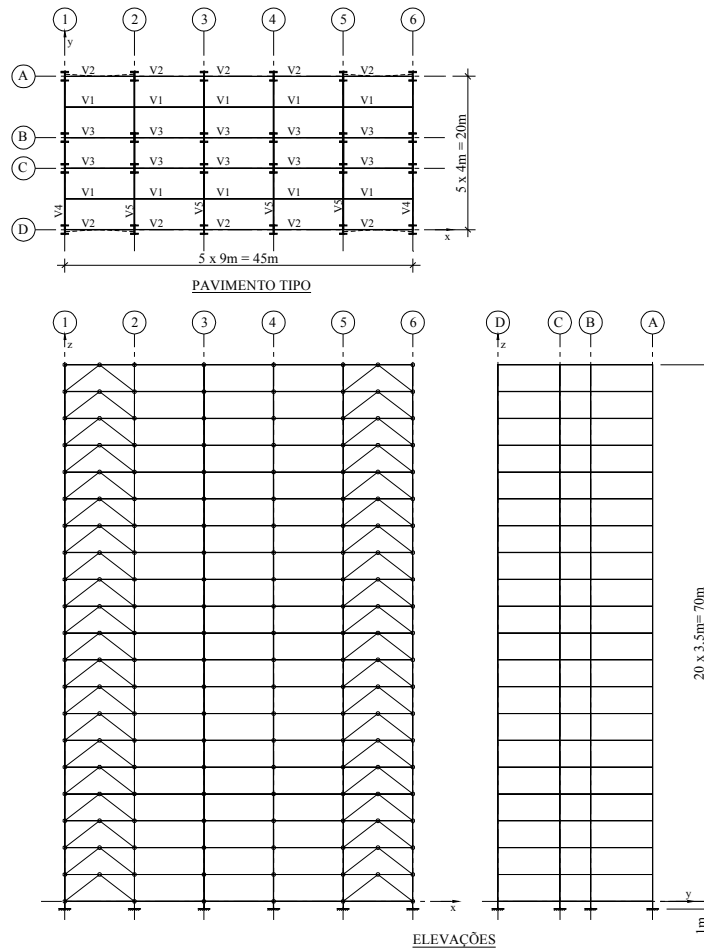 1 2 3 4 5 6
y
A
V2 V2 V2 V2 V2
V1 V1 V1 V1 V1
B
V3 V3 V3 V3 V3
C
V3 V3 V3 V3 V3
V1 V1 V1 V1 V1
V4 V5 V5 V5 V5 V4
D
V2 V2 V2 V2 V2
x
5 x 4m = 20m
5 x 9m = 45m
PAVIMENTO TIPO
1 2 3 4 5 6
z
x
D C B A
z
y
20 x 3,5m= 70m
1m
ELEVAÇÕES